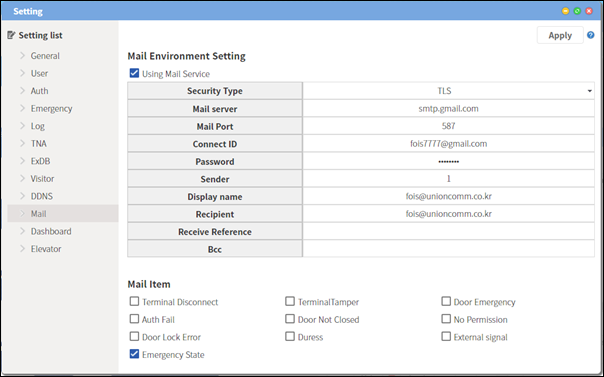 Setting
Setting list
Apply
General
User
Auth
Emergency
Log
TNA
ExDB
Visitor
DDNS
Mail
Dashboard
Elevator
Mail Environment Setting
Using Mail Service
Security Type TLS
Mail server smtp.gmail.com
Mail Port 587
Connect ID fois7777@gmail.com
Password ••••••••
Sender 1
Display name fois@unioncomm.co.kr
Recipient fois@unioncomm.co.kr
Receive Reference
Bcc
Mail Item
Terminal Disconnect TerminalTamper Door Emergency
Auth Fail Door Not Closed No Permission
Door Lock Error Duress External signal
Emergency State